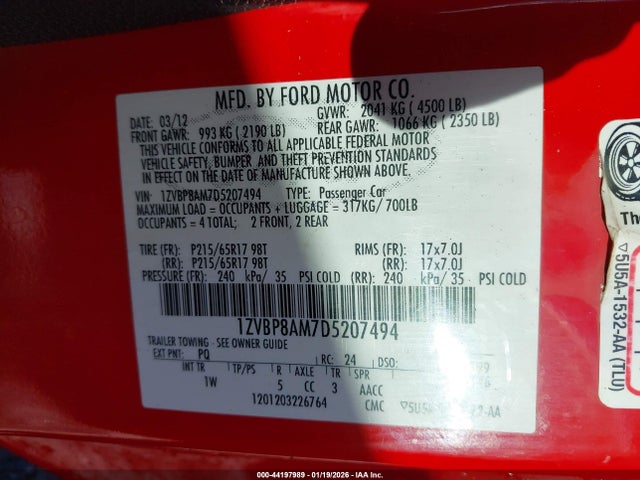 MFD. BY FORD MOTOR CO.
DATE: 03/12 GVWR: 2041 KG ( 4500 LB)
FRONT GAWR: 993 KG ( 2190 LB) REAR GAWR: 1066 KG ( 2350 LB)
THIS VEHICLE CONFORMS TO ALL APPLICABLE FEDERAL MOTOR
VEHICLE SAFETY, BUMPER, AND THEFT PREVENTION STANDARDS
IN EFFECT ON THE DATE OF MANUFACTURE SHOWN ABOVE.
VIN: 1ZVBP8AM7D5207494 TYPE: Passenger Car
MAXIMUM LOAD = OCCUPANTS + LUGGAGE = 317KG/ 700LB
OCCUPANTS = 4 TOTAL: 2 FRONT, 2 REAR
TIRE (FR): P215/65R17 98T RIMS (FR): 17x7.0J
(RR): P215/65R17 98T (RR): 17x7.0J
PRESSURE (FR): 240 kPa/ 35 PSI COLD (RR): 240 kPa/ 35 PSI COLD
1ZVBP8AM7D5207494
TRAILER TOWING - SEE OWNER GUIDE
EXT PNT: PQ RC: 24 DSO:
INT TR TP/PS R AXLE TR SPR
1W 5 CC 3 AACC
1201203226764 CMC ▽5U5A-
-AA
The
▽5U5A-1532-AA (TLU)
000-44197989 - 01/19/2026 - IAA Inc.